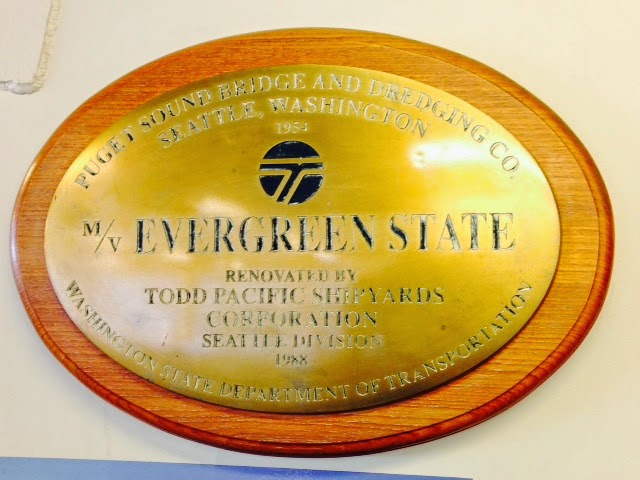 PUGET SOUND BRIDGE AND DREDGING CO.
SEATTLE, WASHINGTON
1954
M/V EVERGREEN STATE
RENOVATED BY
TODD PACIFIC SHIPYARDS
CORPORATION
SEATTLE DIVISION
1988
WASHINGTON STATE DEPARTMENT OF TRANSPORTATION